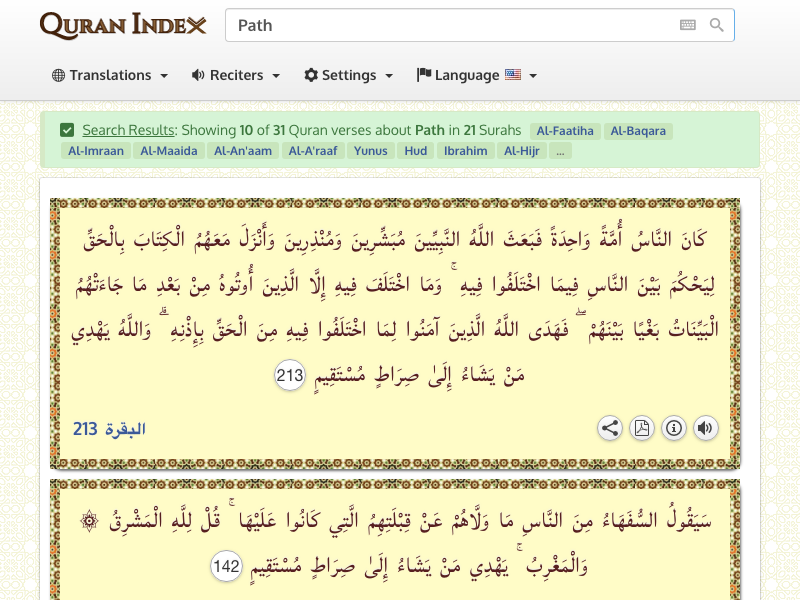 QURAN INDEX
Path
Translations Reciters Settings Language
Search Results: Showing 10 of 31 Quran verses about Path in 21 Surahs Al-Faatiha Al-Baqara
Al-Imraan Al-Maaida Al-An'aam Al-A'raaf Yunus Hud Ibrahim Al-Hijr ...
كَانَ النَّاسُ أُمَّةً وَاحِدَةً فَبَعَثَ اللَّهُ النَّبِيِّينَ مُبَشِّرِينَ وَمُنْذِرِينَ وَأَنْزَلَ مَعَهُمُ الْكِتَابَ بِالْحَقِّ
لِيَحْكُمَ بَيْنَ النَّاسِ فِيمَا اخْتَلَفُوا فِيهِ ۚ وَمَا اخْتَلَفَ فِيهِ إِلَّا الَّذِينَ أُوتُوهُ مِنْ بَعْدِ مَا جَاءَتْهُمُ
الْبَيِّنَاتُ بَغْيًا بَيْنَهُمْ ۖ فَهَدَى اللَّهُ الَّذِينَ آمَنُوا لِمَا اخْتَلَفُوا فِيهِ مِنَ الْحَقِّ بِإِذْنِهِ ۗ وَاللَّهُ يَهْدِي
مَنْ يَشَاءُ إِلَىٰ صِرَاطٍ مُسْتَقِيمٍ 213
البقرة 213
سَيَقُولُ السُّفَهَاءُ مِنَ النَّاسِ مَا وَلَّاهُمْ عَنْ قِبْلَتِهِمُ الَّتِي كَانُوا عَلَيْهَا ۚ قُلْ لِلَّهِ الْمَشْرِقُ ۞
وَالْمَغْرِبُ ۚ يَهْدِي مَنْ يَشَاءُ إِلَىٰ صِرَاطٍ مُسْتَقِيمٍ 142